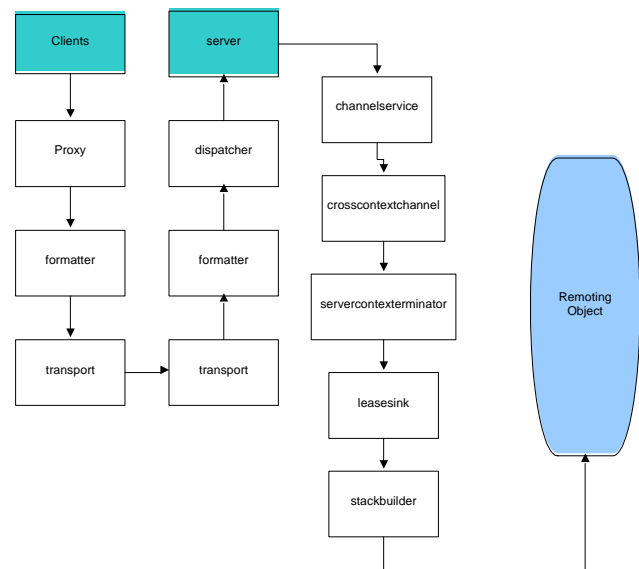 Clients
Proxy
formatter
transport
server
dispatcher
formatter
transport
channelservice
crosscontextchannel
servercontexterminator
leasesink
stackbuilder
Remoting
Object